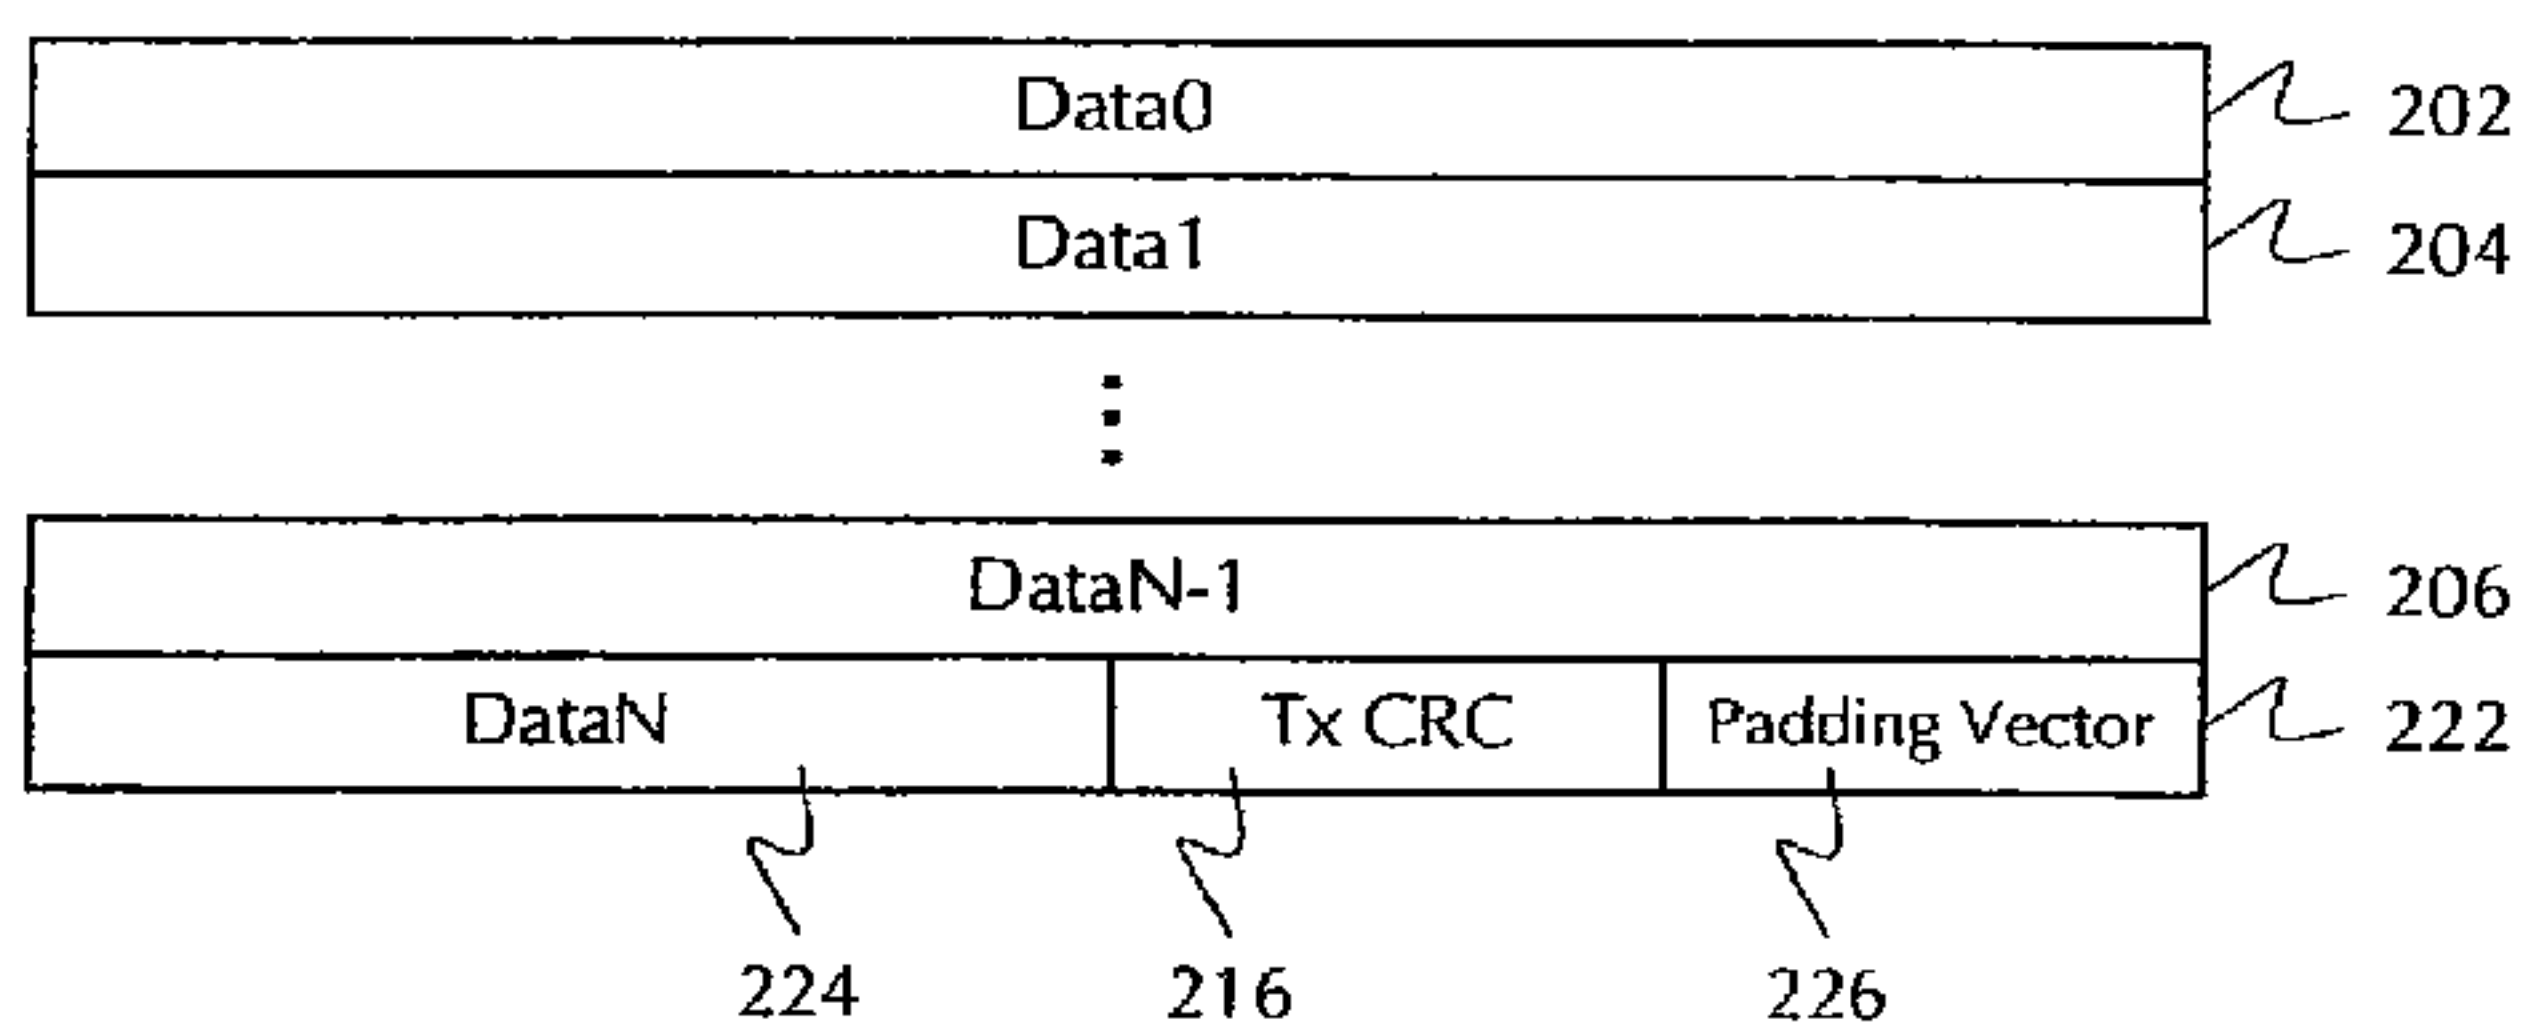 Data0 202
Data1 204
DataN-1 206
DataN Tx CRC Padding Vector 222
224 216 226